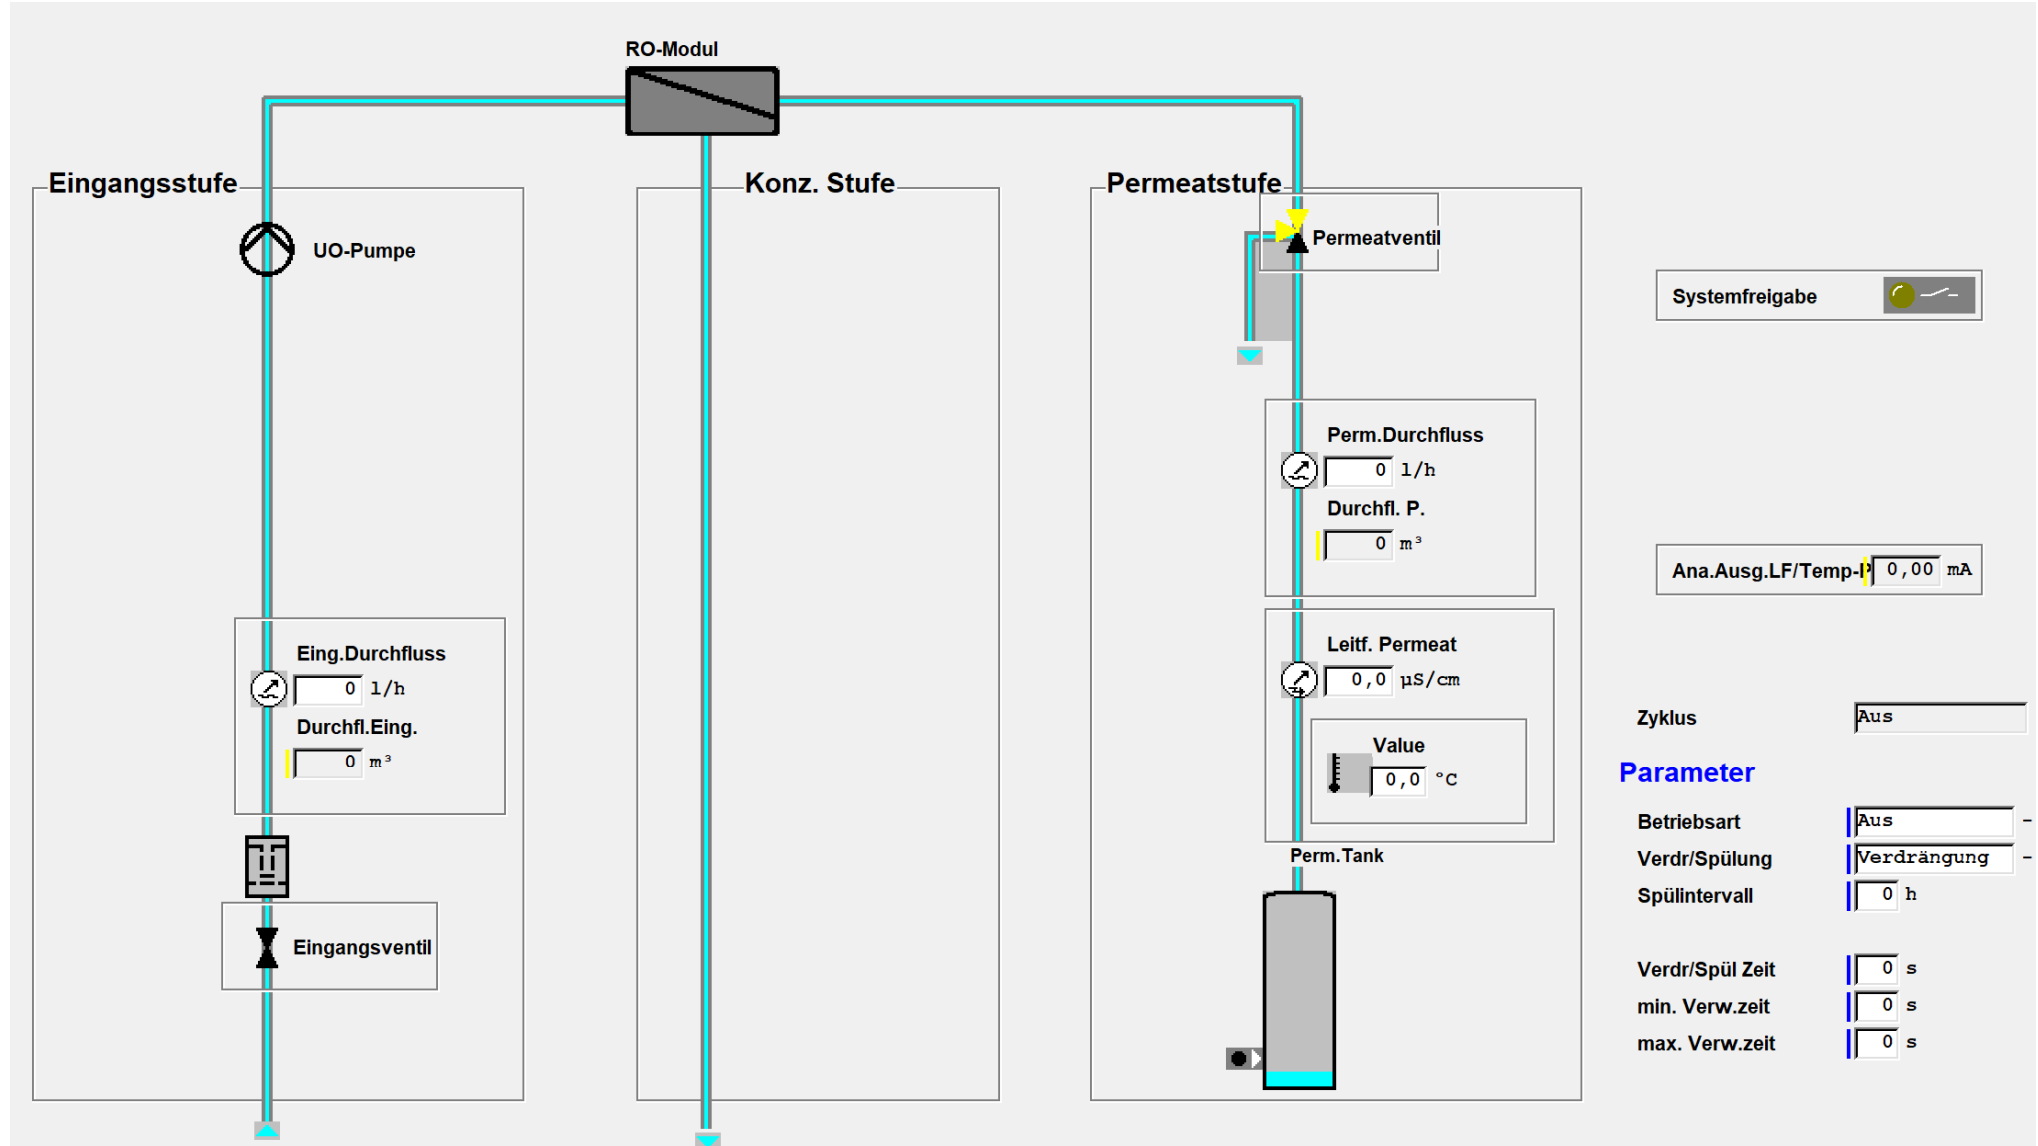 RO-Modul
Eingangsstufe
UO-Pumpe
Eing.Durchfluss
0 l/h
Durchfl.Eing.
0 m³
Eingangsventil
Konz. Stufe
Permeatstufe
Permeatventil
Perm.Durchfluss
0 l/h
Durchfl. P.
0 m³
Leitf. Permeat
0,0 µS/cm
Value
0,0 °C
Perm.Tank
Systemfreigabe
Ana.Ausg.LF/Temp-P 0,00 mA
Zyklus Aus
Parameter
Betriebsart Aus -
Verdr/Spülung Verdrängung -
Spülintervall 0 h
Verdr/Spül Zeit 0 s
min. Verw.zeit 0 s
max. Verw.zeit 0 s